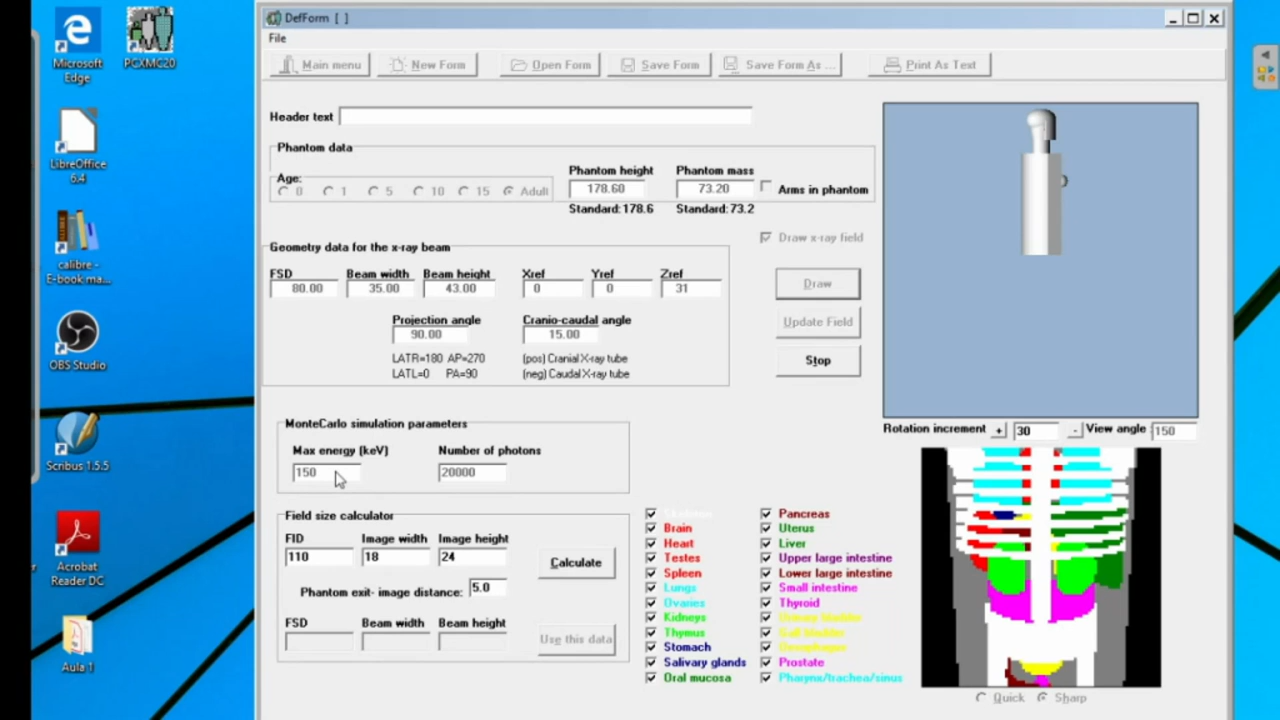 Microsoft
Edge
PCXMC20
LibreOffice
6.4
calibre -
E-book ma...
OBS Studio
Scribus 1.5.5
Acrobat
Reader DC
Aula 1
DefForm [ ]
File
Main menu
New Form
Open Form
Save Form
Save Form As ...
Print As Text
Header text
Phantom data
Age:
0 1 5 10 15 Adult
Phantom height
178.60
Standard:178.6
Phantom mass
73.20
Standard:73.2
Arms in phantom
Geometry data for the x-ray beam
FSD Beam width Beam height Xref Yref Zref
80.00 35.00 43.00 0 0 31
Projection angle Cranio-caudal angle
90.00 15.00
LATR=180 AP=270 (pos) Cranial X-ray tube
LATL=0 PA=90 (neg) Caudal X-ray tube
Draw x-ray field
Draw
Update Field
Stop
Rotation increment + 30 - View angle 150
MonteCarlo simulation parameters
Max energy (keV) Number of photons
150 20000
Field size calculator
FID Image width Image height
110 18 24
Calculate
Phantom exit- image distance: 5.0
FSD Beam width Beam height
Use this data
Skeleton
Brain
Heart
Testes
Spleen
Lungs
Ovaries
Kidneys
Thymus
Stomach
Salivary glands
Oral mucosa
Pancreas
Uterus
Liver
Upper large intestine
Lower large intestine
Small intestine
Thyroid
Urinary bladder
Gall bladder
Oesophagus
Prostate
Pharynx/trachea/sinus
Quick Sharp